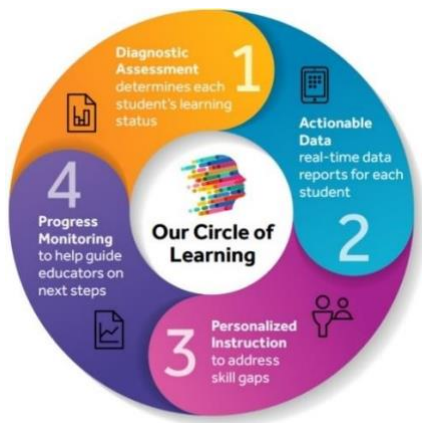 Diagnostic
Assessment
determines each
student's learning
status
1
Actionable
Data
real-time data
reports for each
student
2
3
Personalized
Instruction
to address
skill gaps
4
Progress
Monitoring
to help guide
educators on
next steps
Our Circle of
Learning